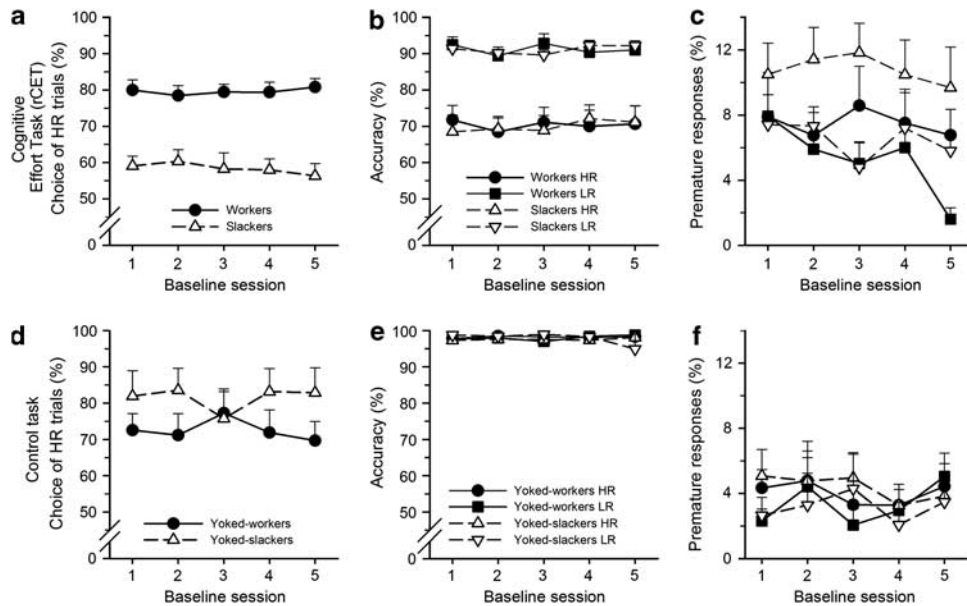 a
Cognitive
Effort Task (rCET)
Choice of HR trials (%)
100
90
80
70
60
50
0
Workers
Slackers
1 2 3 4 5
Baseline session
b
Accuracy (%)
100
90
80
70
60
50
0
Workers HR
Workers LR
Slackers HR
Slackers LR
1 2 3 4 5
Baseline session
c
Premature responses (%)
12
8
4
0
1 2 3 4 5
Baseline session
d
Control task
Choice of HR trials (%)
100
90
80
70
60
50
0
Yoked-workers
Yoked-slackers
1 2 3 4 5
Baseline session
e
Accuracy (%)
100
90
80
70
60
50
0
Yoked-workers HR
Yoked-workers LR
Yoked-slackers HR
Yoked-slackers LR
1 2 3 4 5
Baseline session
f
Premature responses (%)
12
8
4
0
1 2 3 4 5
Baseline session